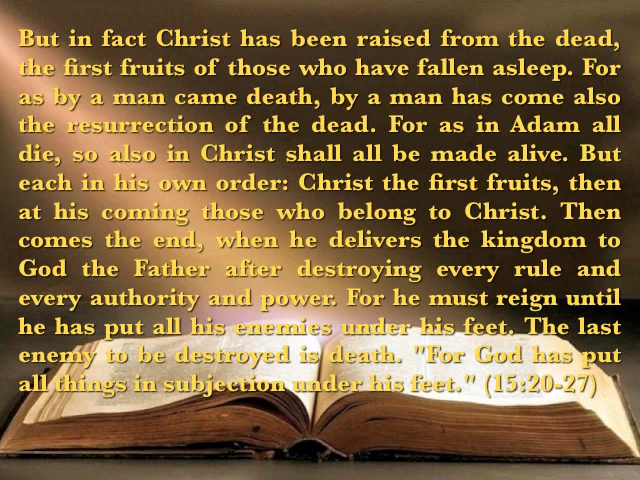 But in fact Christ has been raised from the dead,
the first fruits of those who have fallen asleep. For
as by a man came death, by a man has come also
the resurrection of the dead. For as in Adam all
die, so also in Christ shall all be made alive. But
each in his own order: Christ the first fruits, then
at his coming those who belong to Christ. Then
comes the end, when he delivers the kingdom to
God the Father after destroying every rule and
every authority and power. For he must reign until
he has put all his enemies under his feet. The last
enemy to be destroyed is death. "For God has put
all things in subjection under his feet." (15:20-27)